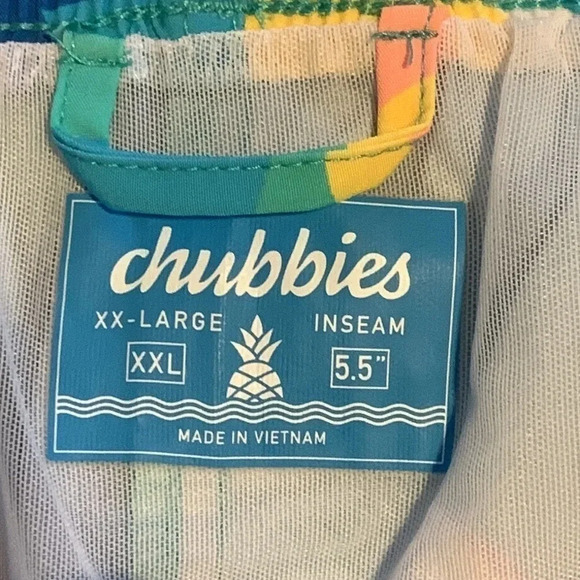 chubbies
XX-LARGE INSEAM
XXL 5.5"
MADE IN VIETNAM